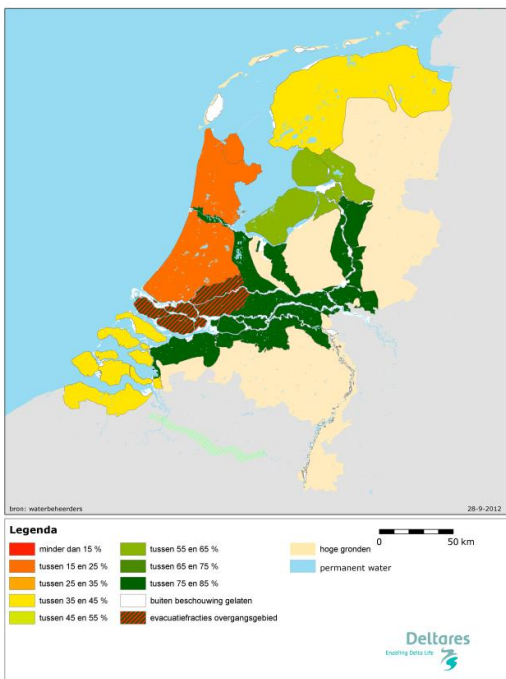 bron: waterbeheerders
28-9-2012
Legenda
minder dan 15 %
tussen 15 en 25 %
tussen 25 en 35 %
tussen 35 en 45 %
tussen 45 en 55 %
tussen 55 en 65 %
tussen 65 en 75 %
tussen 75 en 85 %
buiten beschouwing gelaten
evacuatiefracties overgangsgebied
hoge gronden
permanent water
0 50 km
Deltares
Enabling Delta Life